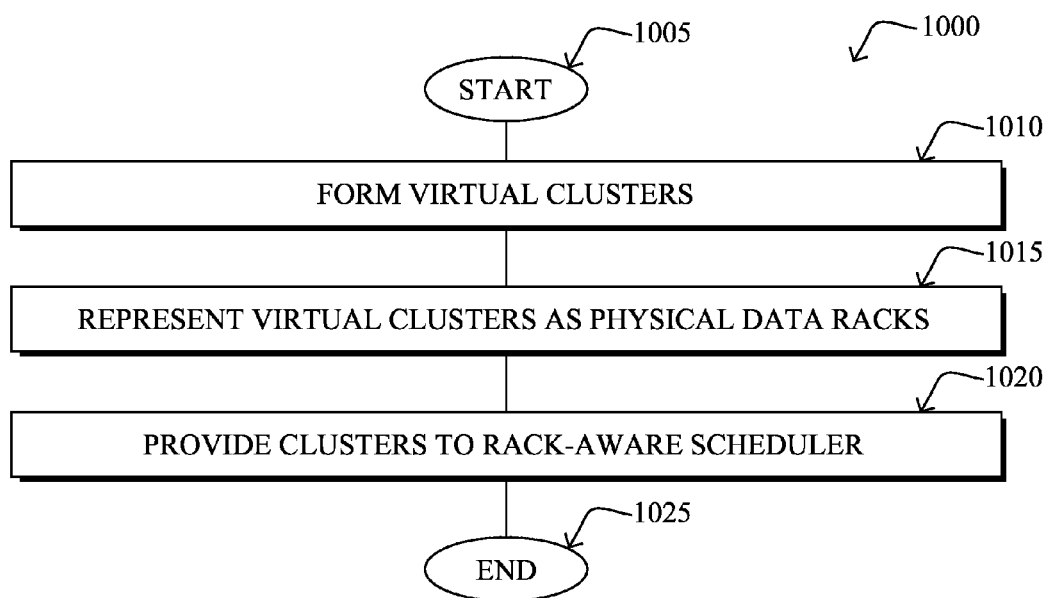 1005
1000
START
1010
FORM VIRTUAL CLUSTERS
1015
REPRESENT VIRTUAL CLUSTERS AS PHYSICAL DATA RACKS
1020
PROVIDE CLUSTERS TO RACK-AWARE SCHEDULER
1025
END